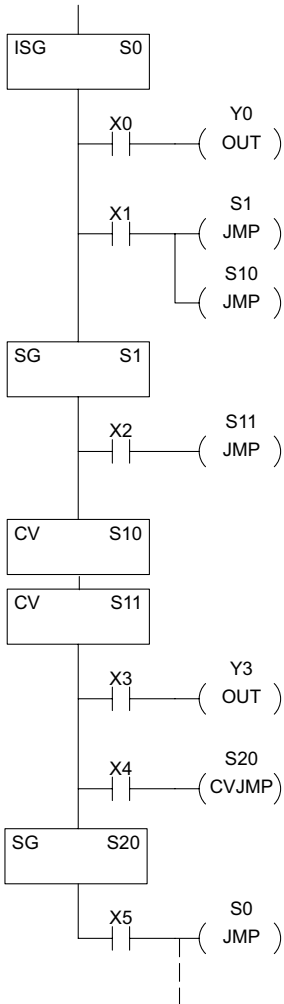 ISG S0
X0
Y0
OUT
X1
S1
JMP
S10
JMP
SG S1
X2
S11
JMP
CV S10
CV S11
X3
Y3
OUT
X4
S20
CVJMP
SG S20
X5
S0
JMP